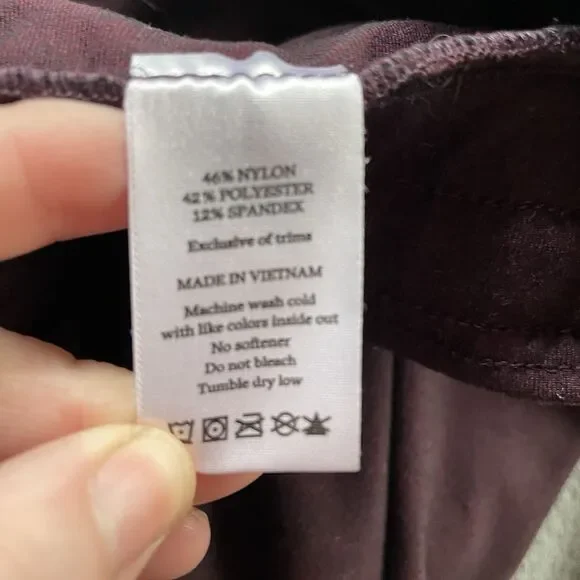 46% NYLON
42% POLYESTER
12% SPANDEX
Exclusive of trims
MADE IN VIETNAM
Machine wash cold
with like colors inside out
No softener
Do not bleach
Tumble dry low